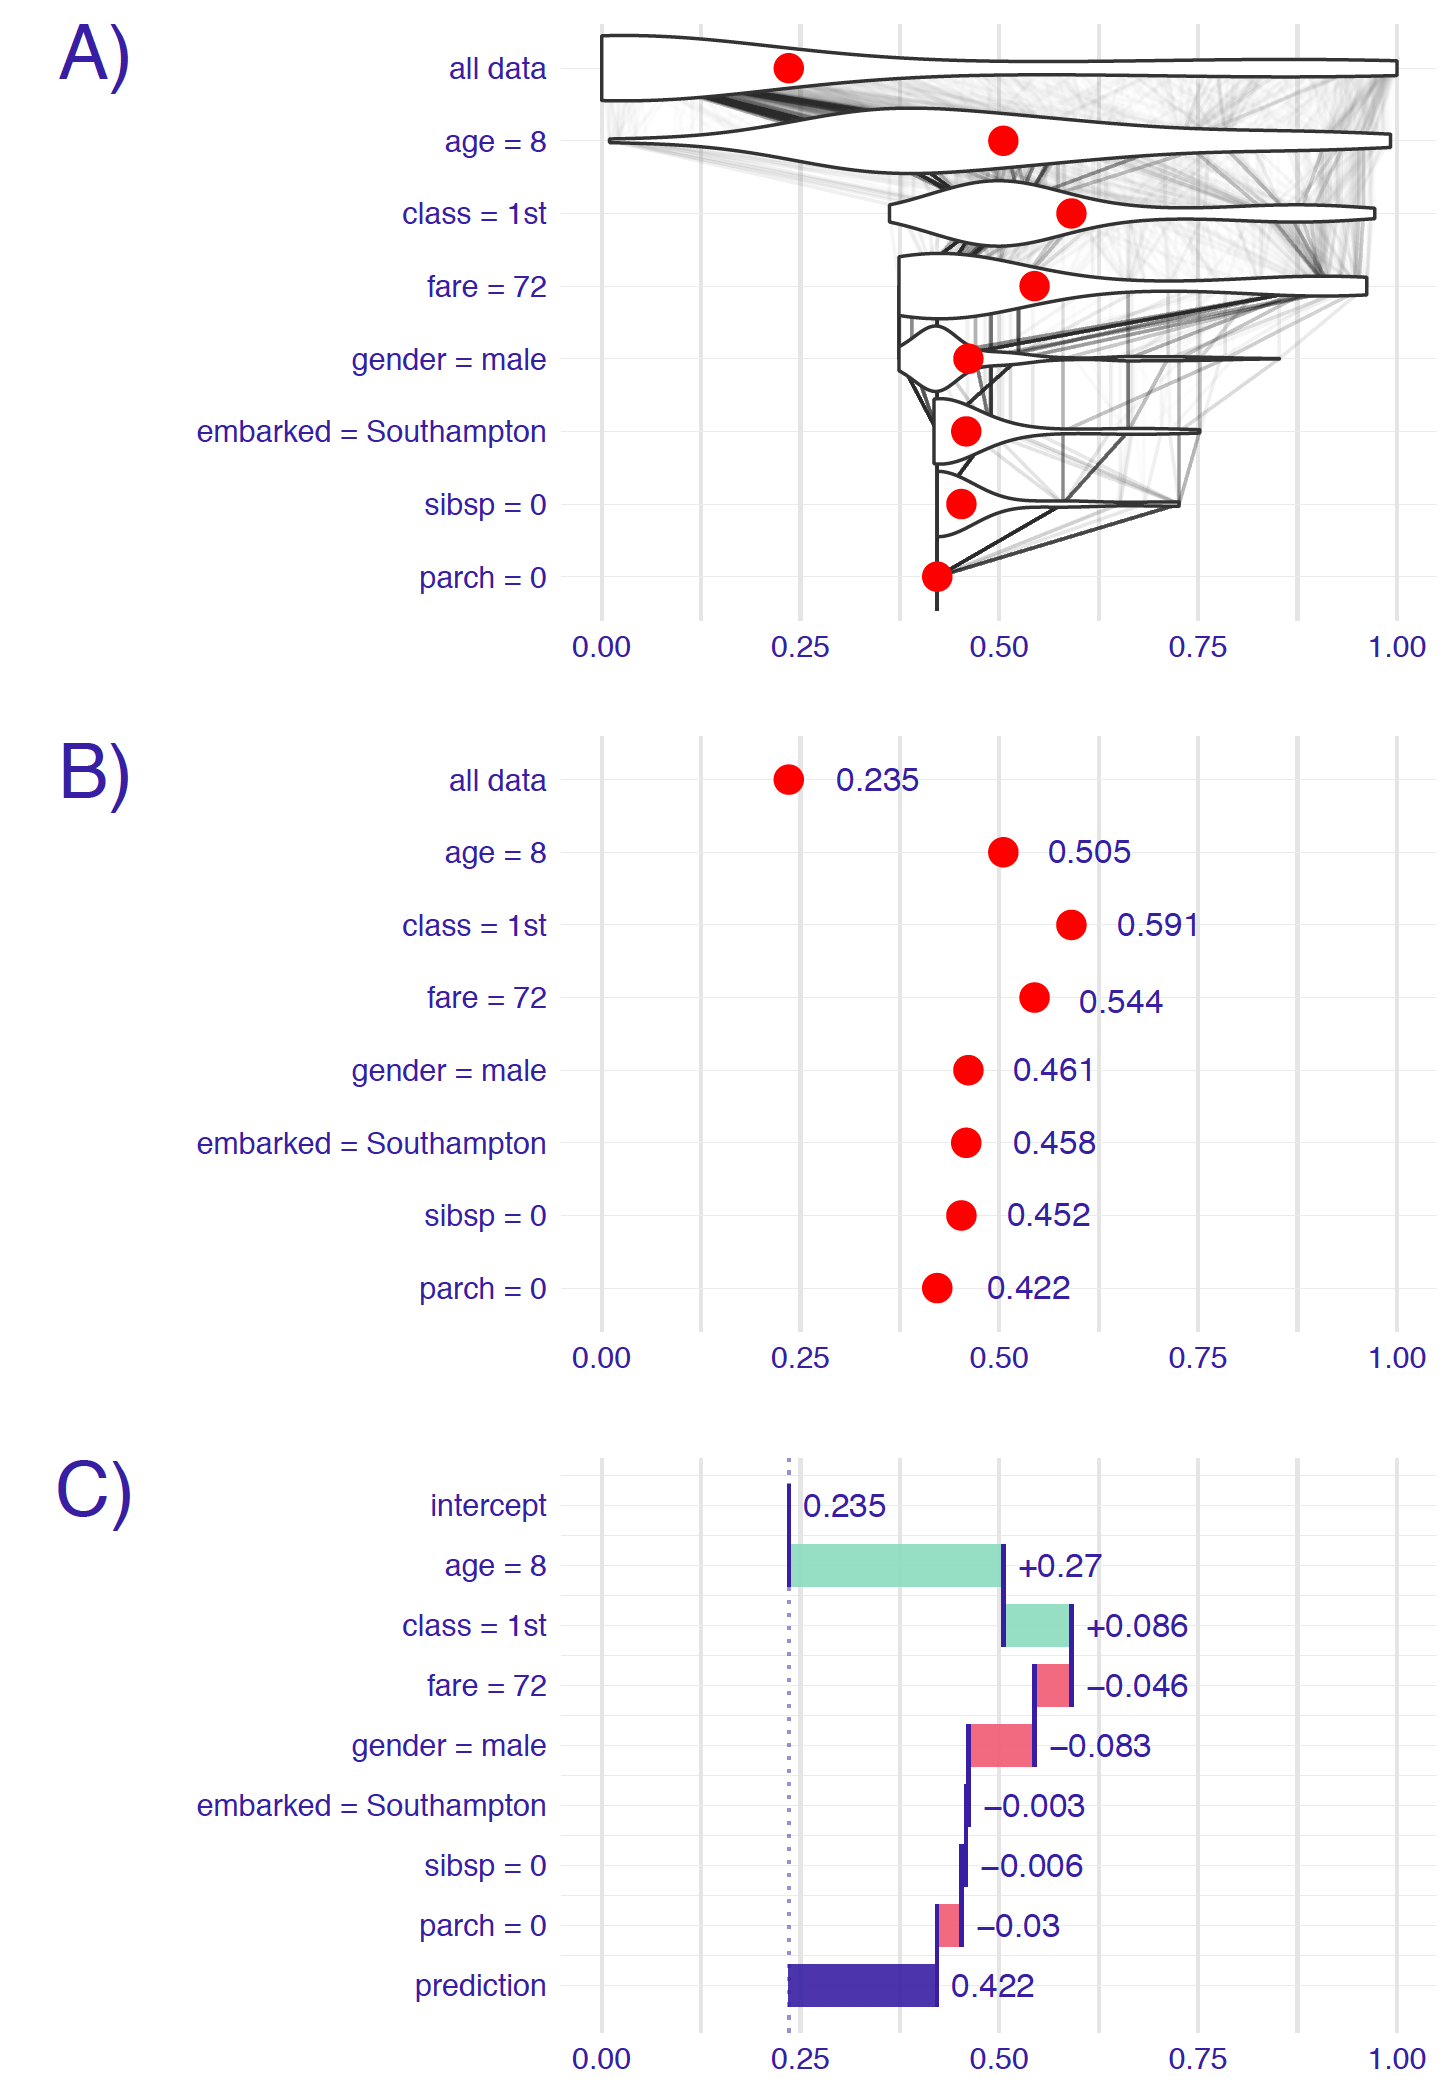 A)
all data
age = 8
class = 1st
fare = 72
gender = male
embarked = Southampton
sibsp = 0
parch = 0
0.00 0.25 0.50 0.75 1.00
B)
all data 0.235
age = 8 0.505
class = 1st 0.591
fare = 72 0.544
gender = male 0.461
embarked = Southampton 0.458
sibsp = 0 0.452
parch = 0 0.422
0.00 0.25 0.50 0.75 1.00
C)
intercept 0.235
age = 8 +0.27
class = 1st +0.086
fare = 72 −0.046
gender = male −0.083
embarked = Southampton −0.003
sibsp = 0 −0.006
parch = 0 −0.03
prediction 0.422
0.00 0.25 0.50 0.75 1.00